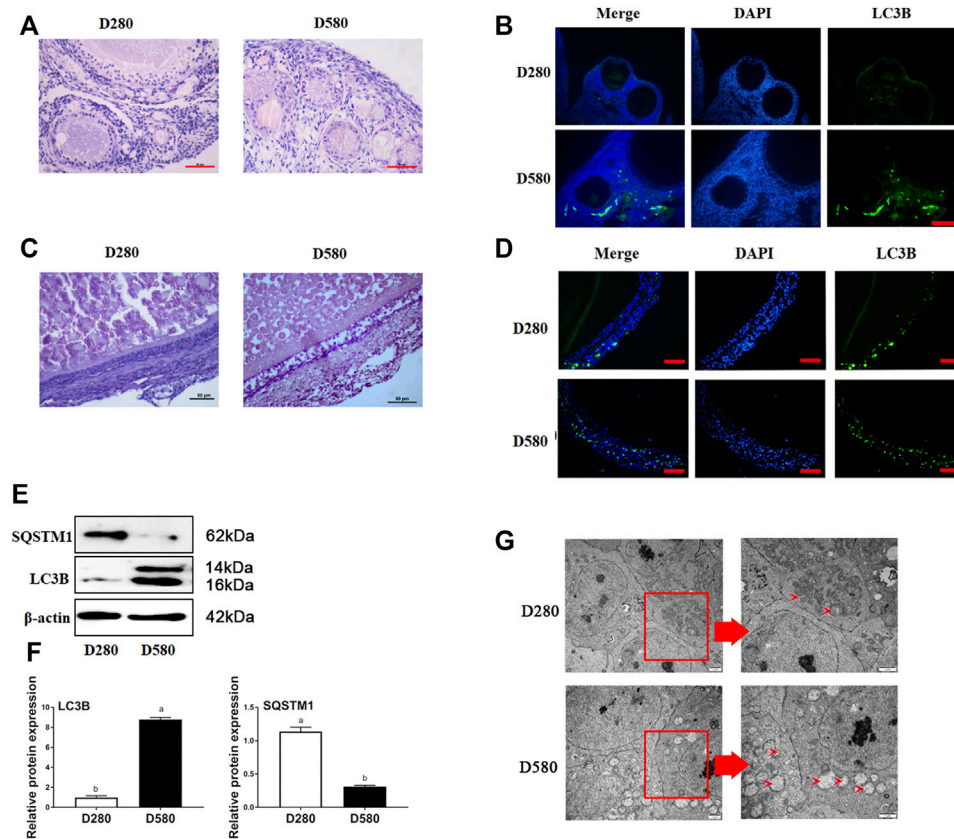 A
D280 D580
B
Merge DAPI LC3B
D280
D580
C
D280 D580
50 μm 50 μm
D
Merge DAPI LC3B
D280
D580
E
SQSTM1 62kDa
LC3B 14kDa
16kDa
β-actin 42kDa
D280 D580
F
Relative protein expression
LC3B
10
8
6
4
2
0
b a
D280 D580
Relative protein expression
SQSTM1
1.5
1.0
0.5
0.0
a b
D280 D580
G
D280
D580